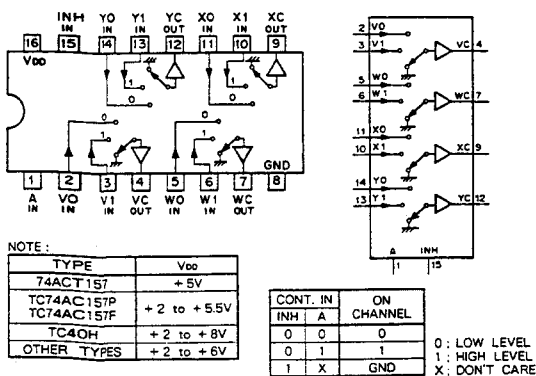 INH Y0 Y1 YC X0 X1 XC
IN IN IN OUT IN IN OUT
16 15 14 13 12 11 10 9
VDD
1 0 1 0
0 1 0 1
GND
1 2 3 4 5 6 7 8
A V0 V1 VC W0 W1 WC
IN IN IN OUT IN IN OUT
2 V0
3 V1
VC 4
5 W0
6 W1
WC 7
11 X0
10 X1
XC 9
14 Y0
13 Y1
YC 12
A INH
1 15
NOTE :
TYPE VDD
74ACT157 +5V
TC74AC157P
TC74AC157F +2 to +5.5V
TC40H +2 to +8V
OTHER TYPES +2 to +6V
CONT. IN ON
INH A CHANNEL
0 0 0
0 1 1
1 X GND
0 ; LOW LEVEL
1 ; HIGH LEVEL
X ; DON'T CARE